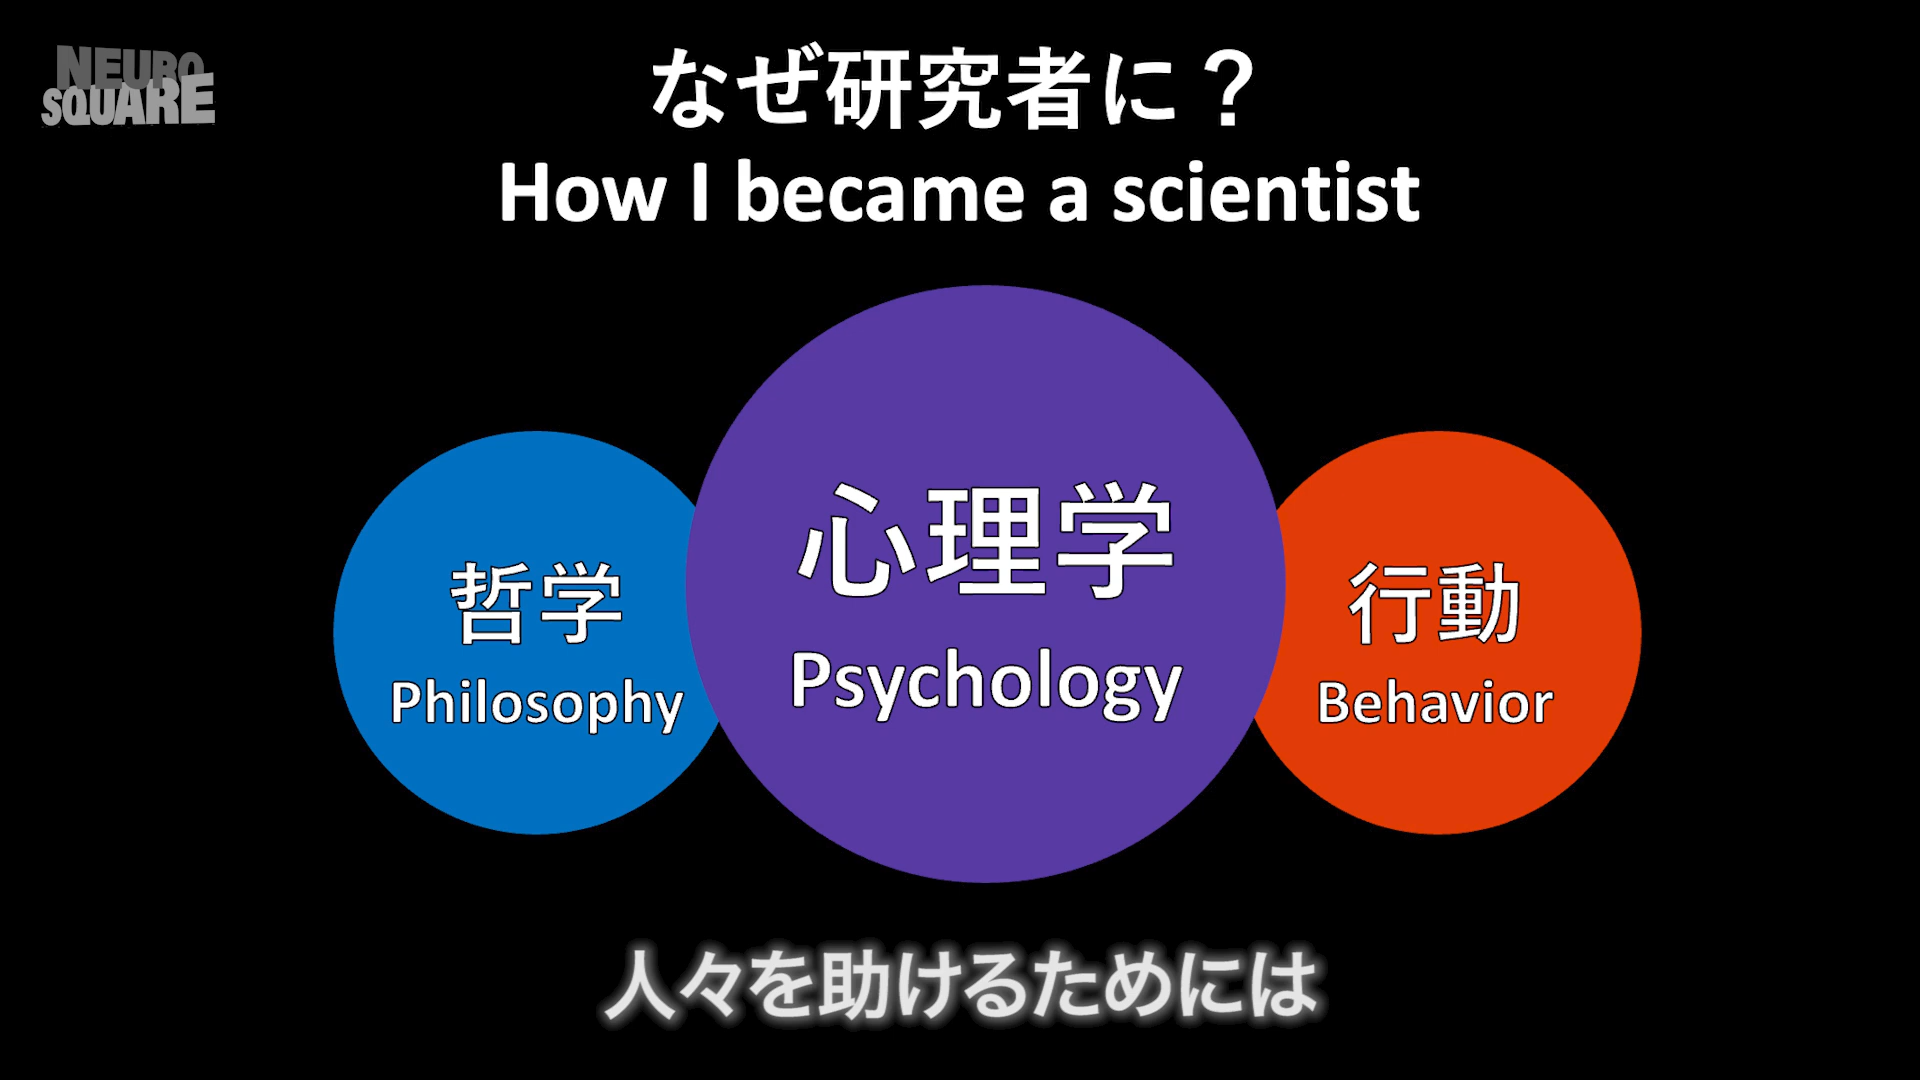 NEURO
SQUARE
なぜ研究者に？
How I became a scientist
哲学
Philosophy
心理学
Psychology
行動
Behavior
人々を助けるためには